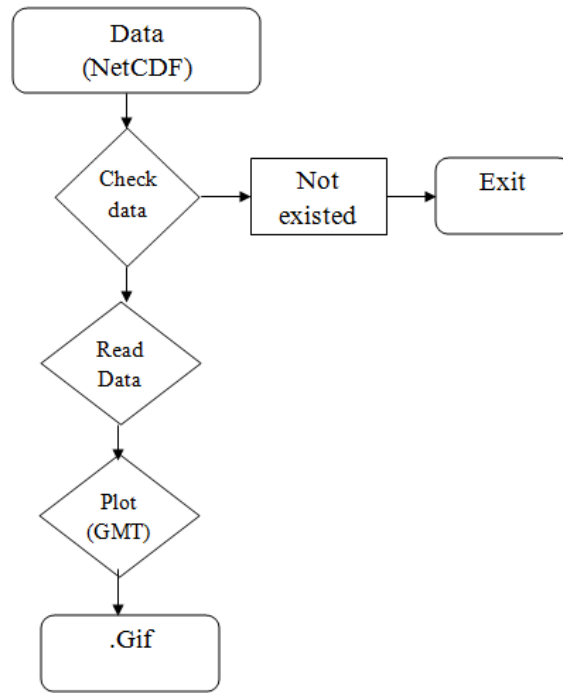 Data
(NetCDF)
Check
data
Not
existed
Exit
Read
Data
Plot
(GMT)
.Gif